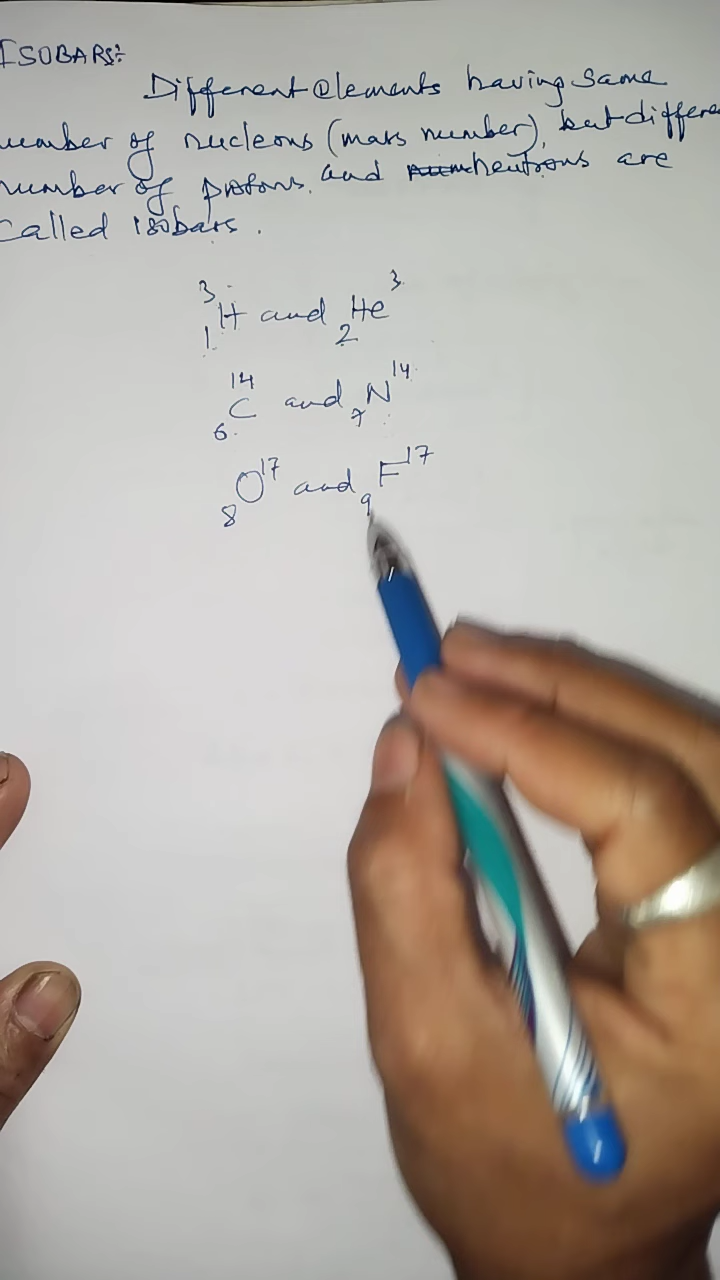 ISOBARS:
Different elements having same
number of nucleons (mass number), but differe
number of protons and neutrons are
called isobars.
³₁H and ₂He³
¹⁴₆C and ₇N¹⁴
₈O¹⁷ and ₉F¹⁷